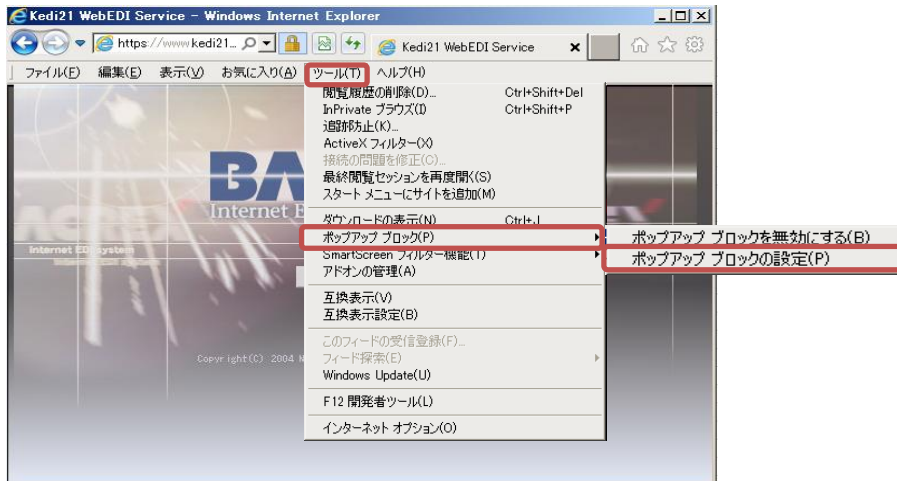 Kedi21 WebEDI Service - Windows Internet Explorer
https://www.kedi21... Kedi21 WebEDI Service
ファイル(F) 編集(E) 表示(V) お気に入り(A) ツール(T) ヘルプ(H)
閲覧履歴の削除(D)... Ctrl+Shift+Del
InPrivate ブラウズ(I) Ctrl+Shift+P
追跡防止(K)...
ActiveX フィルター(X)
接続の問題を修正(C)...
最終閲覧セッションを再度開く(S)
スタート メニューにサイトを追加(M)
ダウンロードの表示(N) Ctrl+J
ポップアップ ブロック(P)
ポップアップ ブロックを無効にする(B)
ポップアップ ブロックの設定(P)
SmartScreen フィルター機能(T)
アドオンの管理(A)
互換表示(V)
互換表示設定(B)
このフィードの受信登録(F)...
フィード探索(E)
Windows Update(U)
F12 開発者ツール(L)
インターネット オプション(O)
BA
Internet E
Internet EDI system
Copyright(C) 2004 N